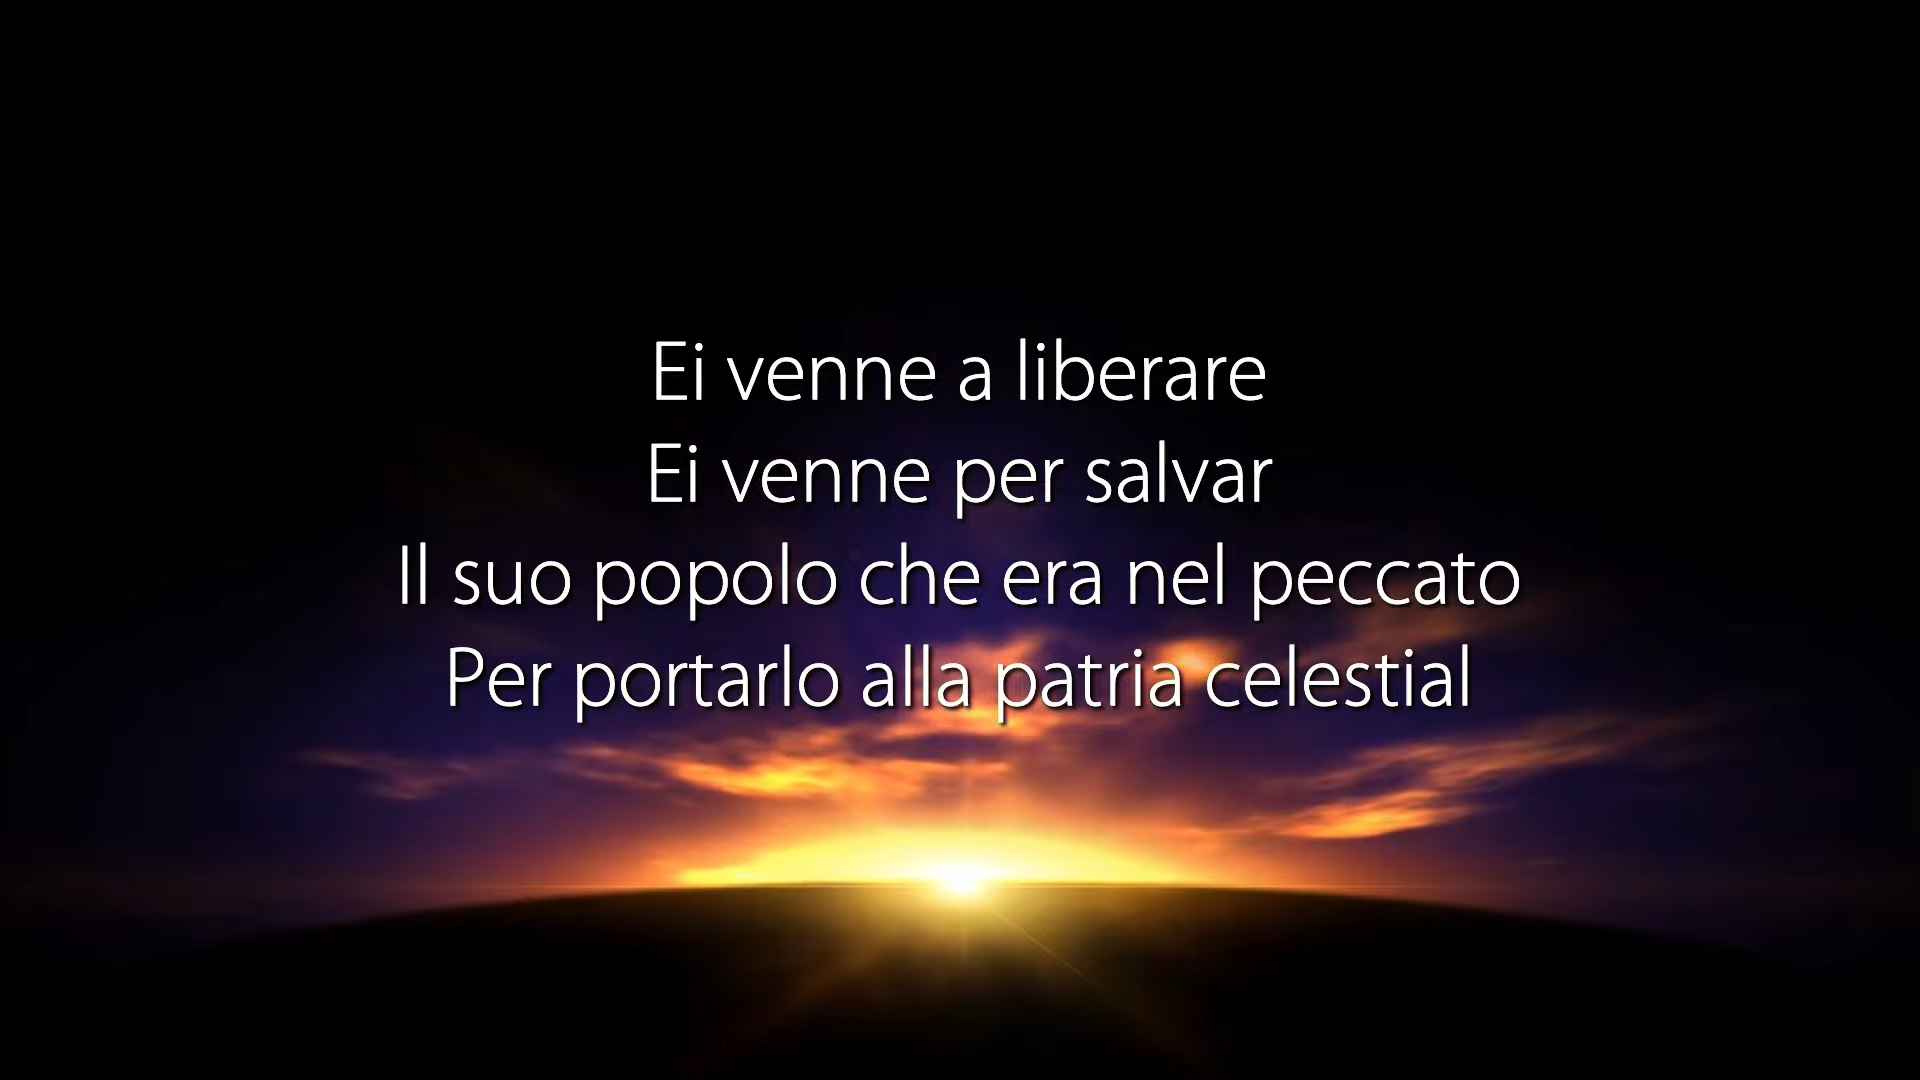 Ei venne a liberare
Ei venne per salvar
Il suo popolo che era nel peccato
Per portarlo alla patria celestial